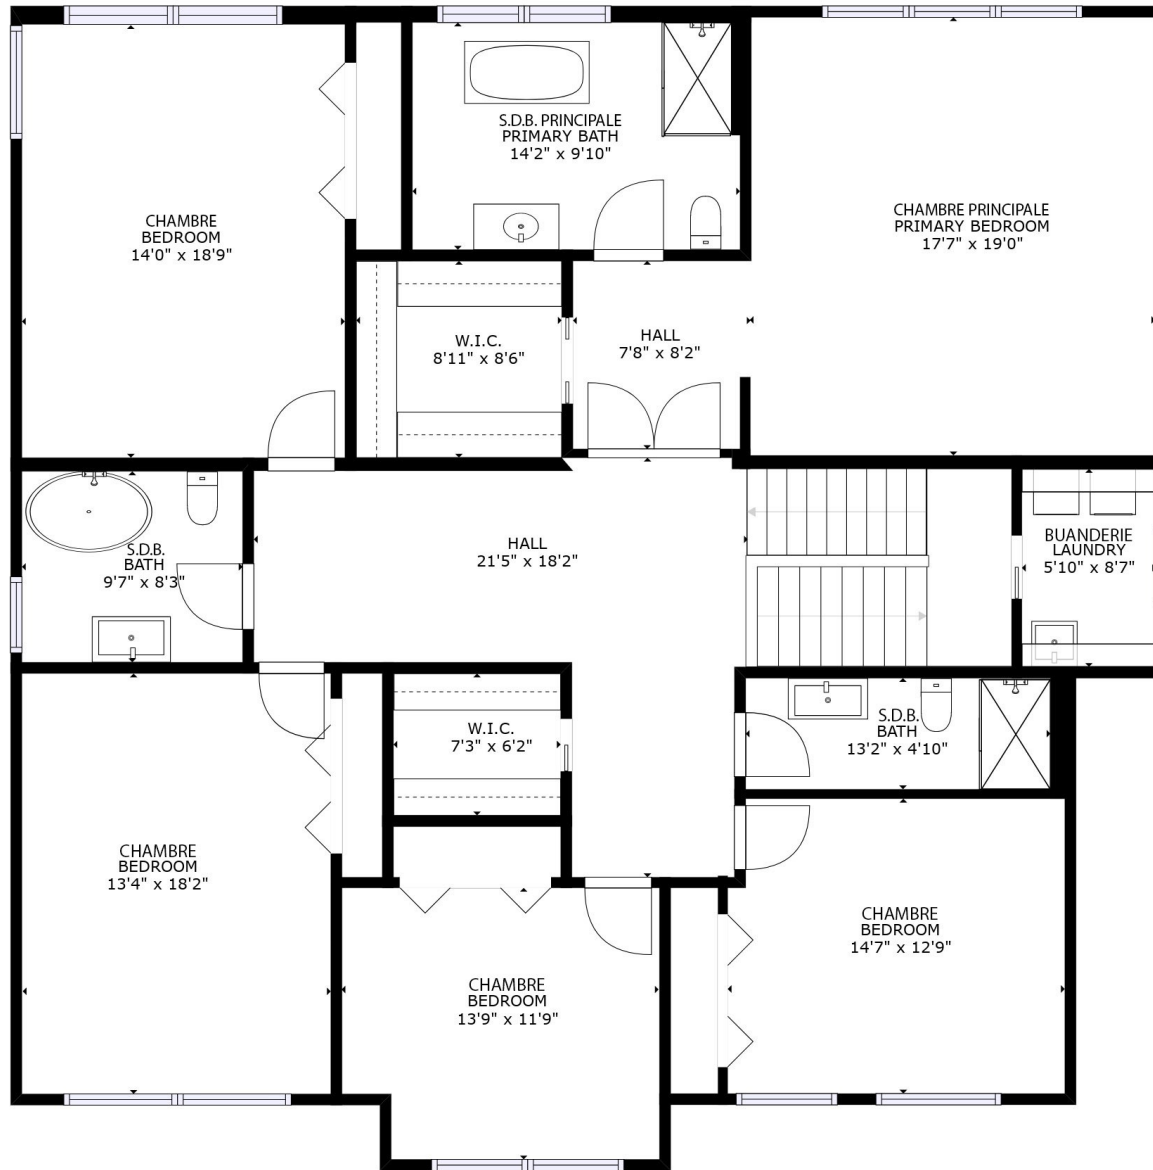 S.D.B. PRINCIPALE
PRIMARY BATH
14'2" x 9'10"
CHAMBRE
BEDROOM
14'0" x 18'9"
CHAMBRE PRINCIPALE
PRIMARY BEDROOM
17'7" x 19'0"
W.I.C.
8'11" x 8'6"
HALL
7'8" x 8'2"
S.D.B.
BATH
9'7" x 8'3"
HALL
21'5" x 18'2"
BUANDERIE
LAUNDRY
5'10" x 8'7"
W.I.C.
7'3" x 6'2"
S.D.B.
BATH
13'2" x 4'10"
CHAMBRE
BEDROOM
13'4" x 18'2"
CHAMBRE
BEDROOM
13'9" x 11'9"
CHAMBRE
BEDROOM
14'7" x 12'9"